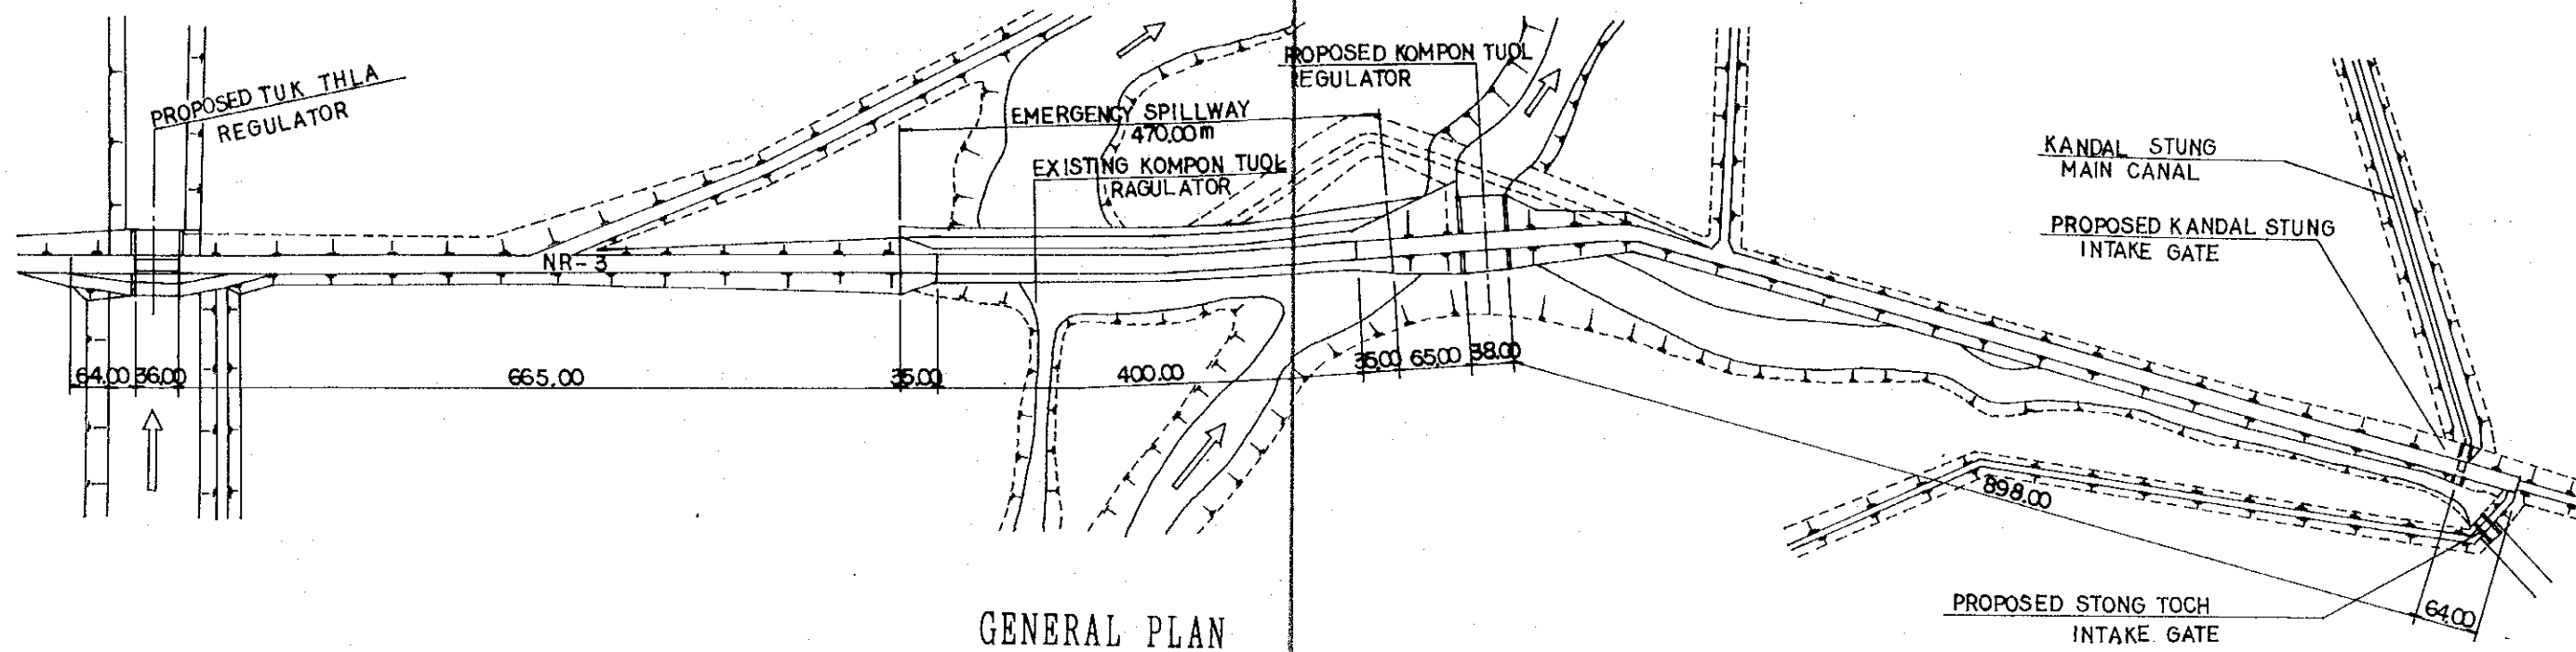 PROPOSED TUK THLA
REGULATOR
EMERGENCY SPILLWAY
470.00m
EXISTING KOMPON TUOL
RAGULATOR
ROPOSED KOMPON TUOL
REGULATOR
KANDAL STUNG
MAIN CANAL
PROPOSED KANDAL STUNG
INTAKE GATE
NR-3
64.00 36.00 665.00 35.00 400.00 35.00 65.00 38.00
898.00
64.00
PROPOSED STONG TOCH
INTAKE GATE
GENERAL PLAN